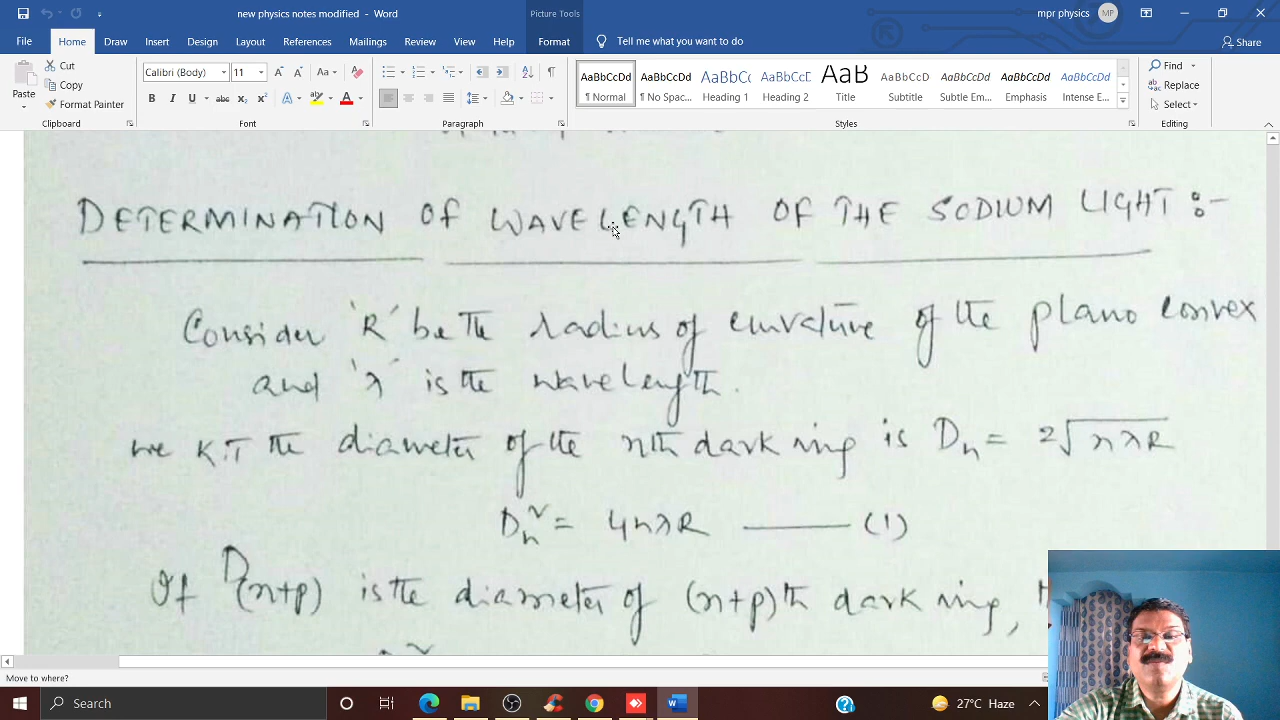 new physics notes modified - Word
Picture Tools
mpr physics
MP
File Home Draw Insert Design Layout References Mailings Review View Help Format Tell me what you want to do
Share
Paste
Cut
Copy
Format Painter
Clipboard
Calibri (Body) 11
Font
Paragraph
AaBbCcDd AaBbCcDd AaBbCc AaBbCcE AaB AaBbCcD AaBbCcDd AaBbCcDd AaBbCcDd
¶ Normal ¶ No Spac... Heading 1 Heading 2 Title Subtitle Subtle Em... Emphasis Intense E...
Styles
Find
Replace
Select
Editing
DETERMINATION OF WAVELENGTH OF THE SODIUM LIGHT :-
Consider 'R' be the radius of curvature of the plano convex
and 'λ' is the wavelength.
we K.T the diameter of the nth dark ring is Dn = 2√nλR
Dn² = 4nλR ——— (1)
If D(n+p) is the diameter of (n+p)th dark ring,
Move to where?
Search
27°C Haze